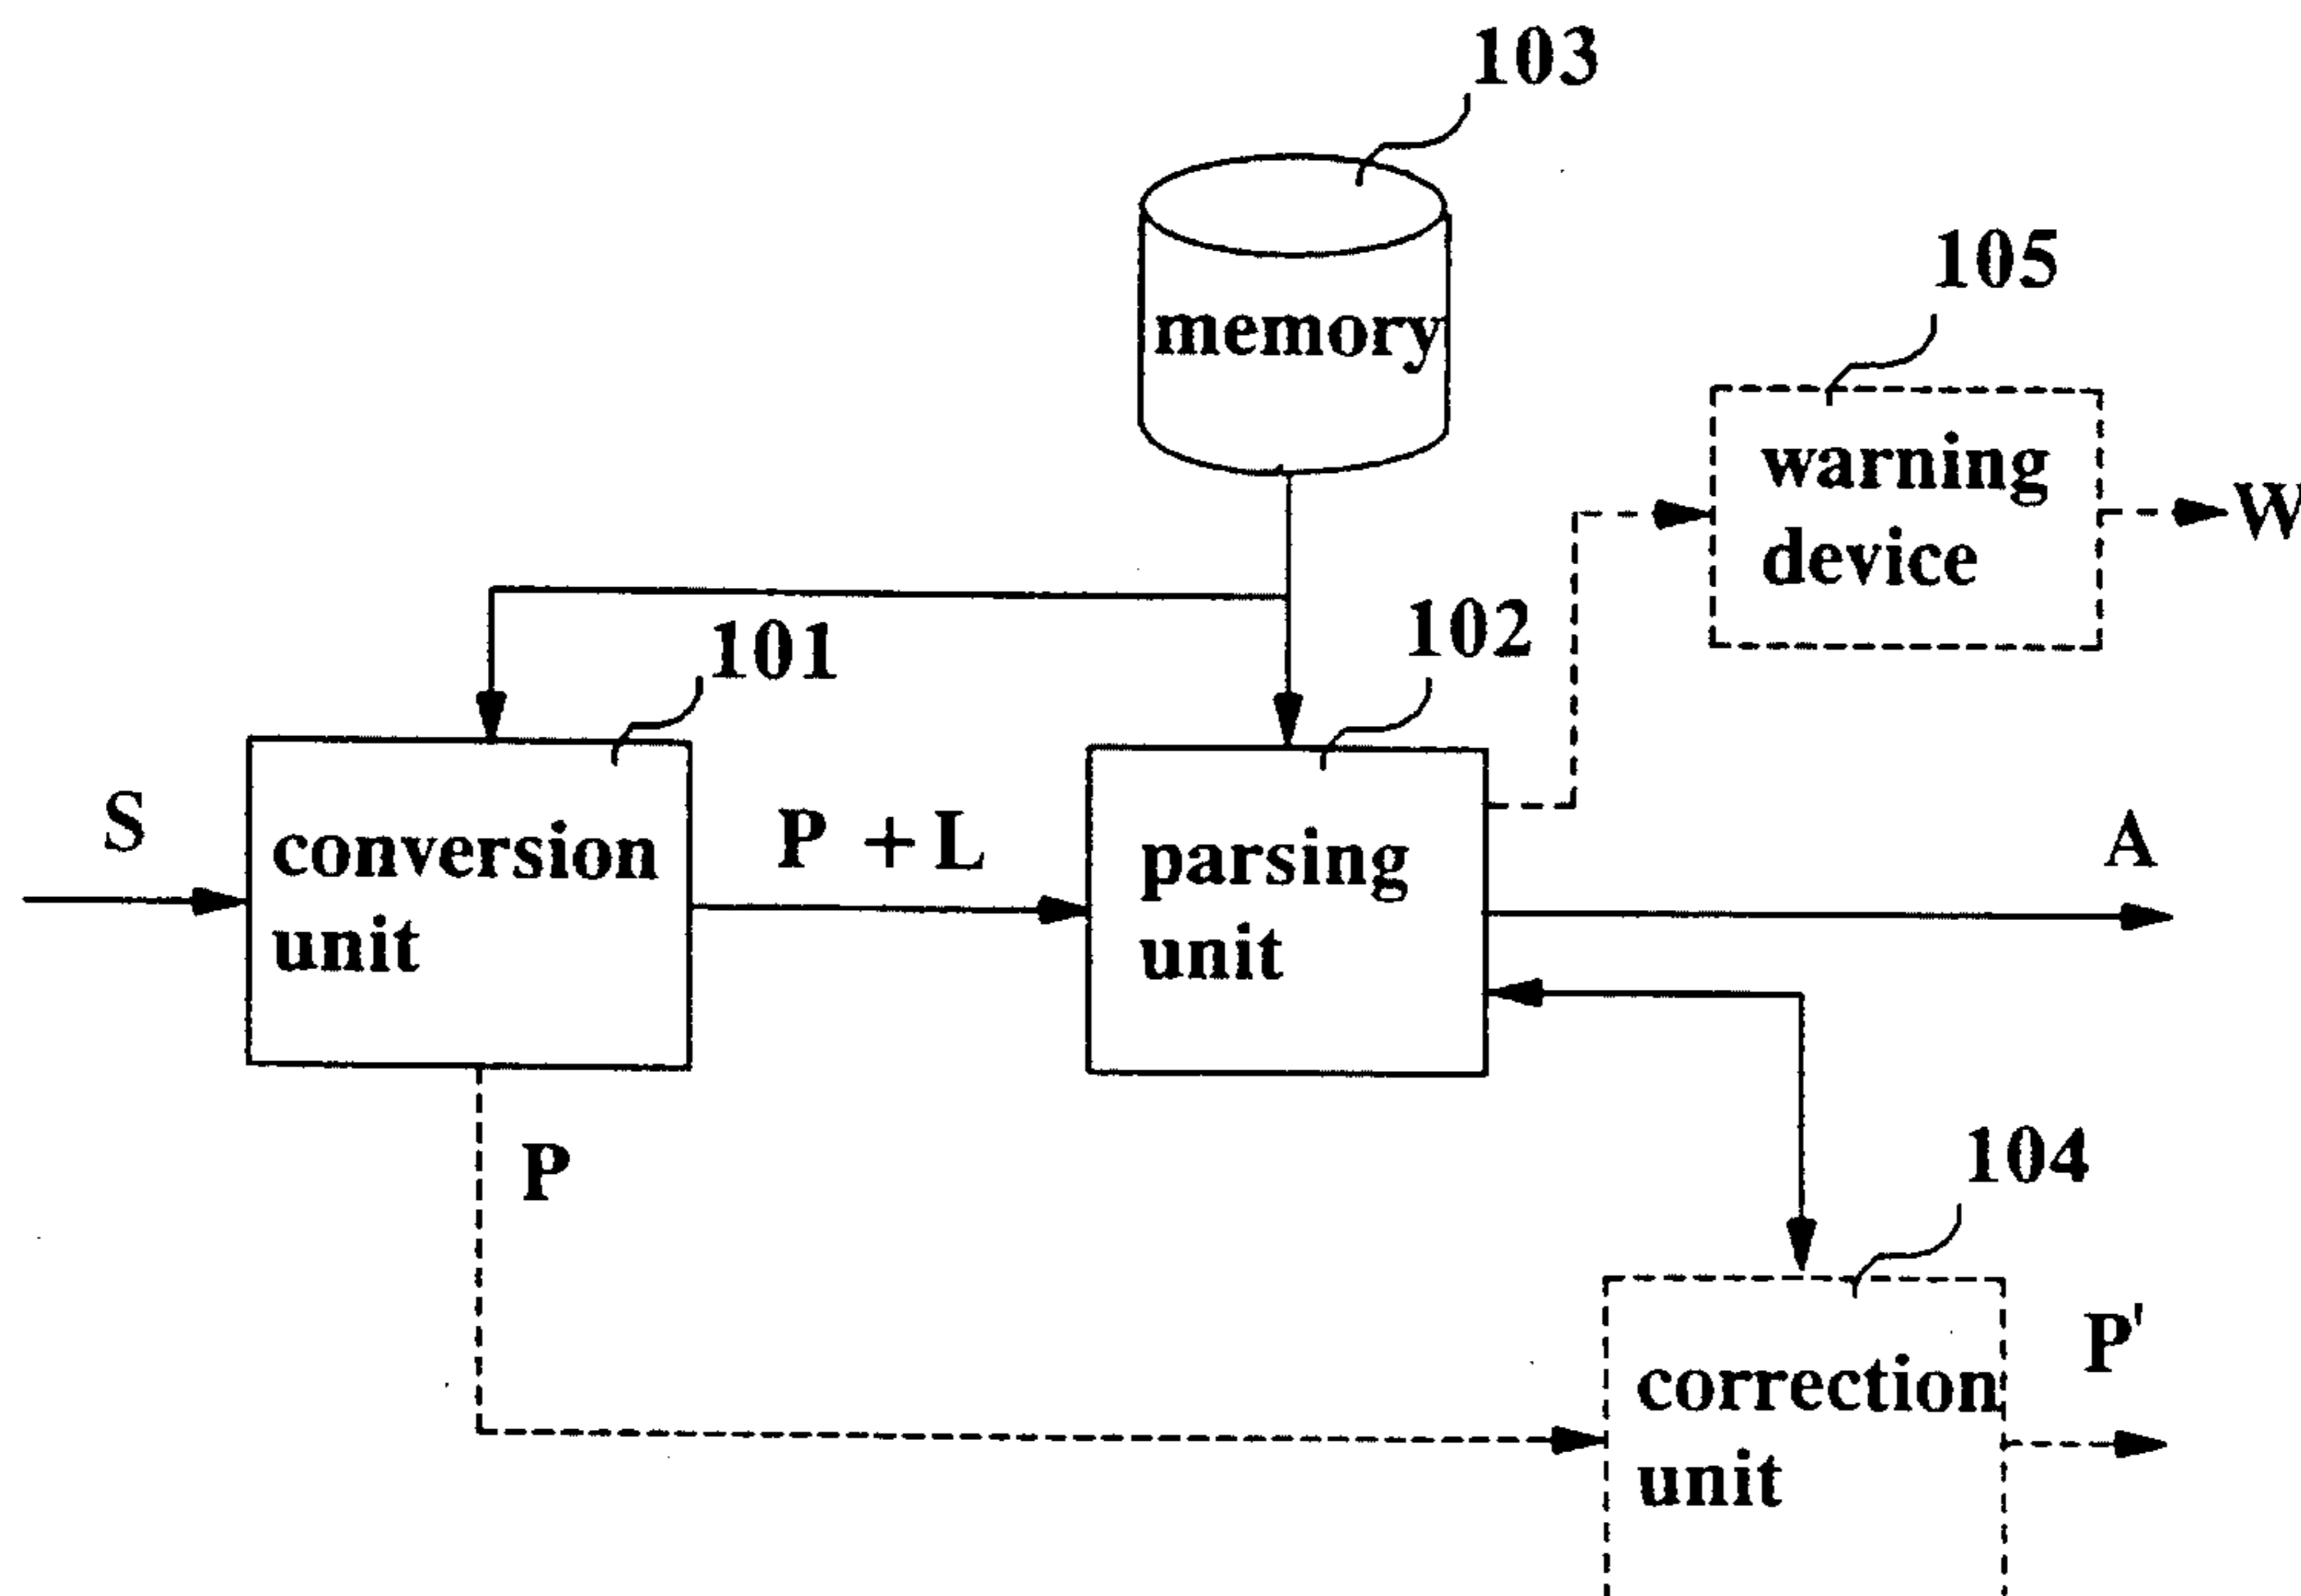 103
memory
105
warning
device
W
101
102
S
conversion
unit
P + L
parsing
unit
A
P
104
correction
unit
P'